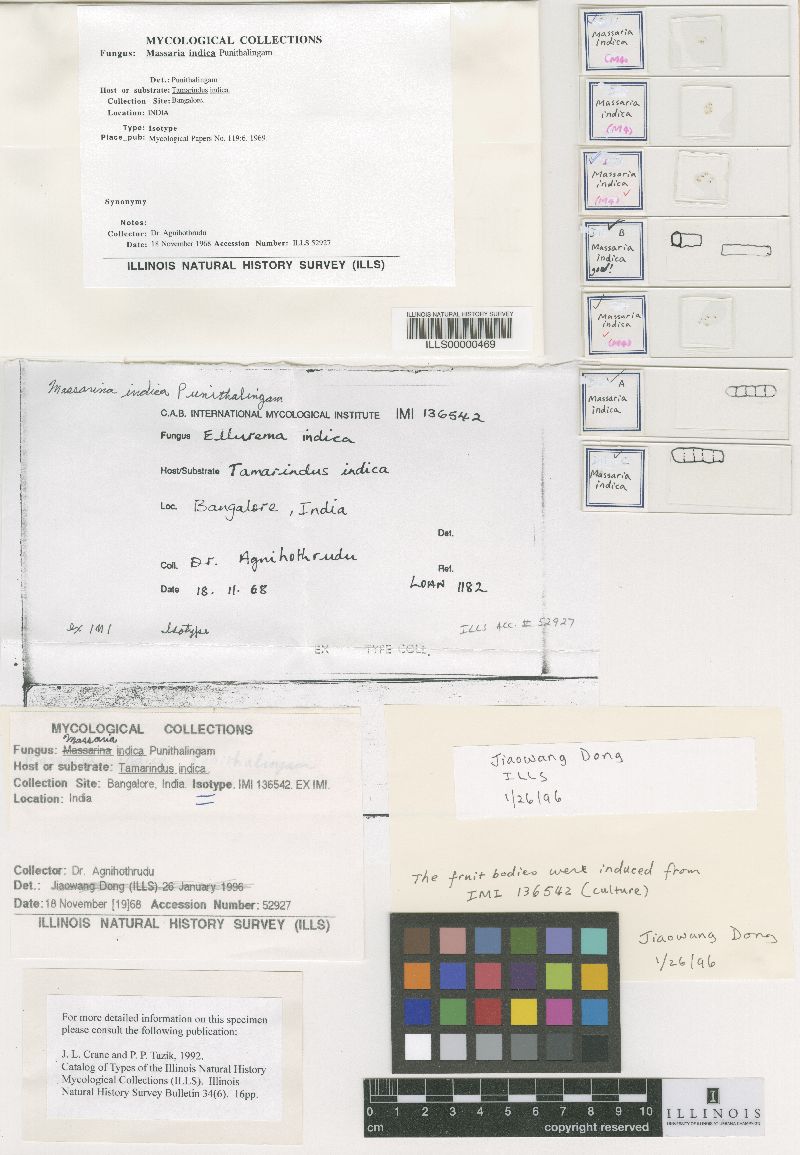 MYCOLOGICAL COLLECTIONS
Fungus: Massaria indica Punithalingam
Det.: Punithalingam
Host or substrate: Tamarindus indica
Collection Site: Bangalore.
Location: INDIA
Type: Isotype
Place_pub: Mycological Papers No. 119:6. 1969.
Synonymy
Notes:
Collector: Dr. Agnihothrudu
Date: 18 November 1968 Accession Number: ILLS 52927
ILLINOIS NATURAL HISTORY SURVEY (ILLS)
ILLINOIS NATURAL HISTORY SURVEY
ILLS00000469
Massaria
indica
(M9)
Massaria
indica
(M9)
Massaria
indica
(M9)
B
Massaria
indica
good!
Massaria
indica
(M9)
A
Massaria
indica
Massaria
indica
Massarina indica Punithalingam
C.A.B. INTERNATIONAL MYCOLOGICAL INSTITUTE IMI 136542
Fungus Ellurema indica
Host/Substrate Tamarindus indica
Loc. Bangalore, India
Det.
Coll. Dr. Agnihothrudu
Ref.
Date 18. 11. 68
LOAN 1182
ex IMI Isotype
ILLS ACC. # 52927
EX TYPE COLL.
MYCOLOGICAL COLLECTIONS
Massaria
Fungus: Massarina indica Punithalingam
Host or substrate: Tamarindus indica
Collection Site: Bangalore, India. Isotype. IMI 136542. EX IMI.
Location: India
Collector: Dr. Agnihothrudu
Det.: Jiaowang Dong (ILLS) 26 January 1996
Date: 18 November [19]68 Accession Number: 52927
ILLINOIS NATURAL HISTORY SURVEY (ILLS)
Jiaowang Dong
ILLS
1/26/96
The fruit bodies were induced from
IMI 136542 (culture)
Jiaowang Dong
1/26/96
For more detailed information on this specimen
please consult the following publication:
J. L. Crane and P. P. Tazik, 1992.
Catalog of Types of the Illinois Natural History
Mycological Collections (ILLS). Illinois
Natural History Survey Bulletin 34(6). 16pp.
0 1 2 3 4 5 6 7 8 9 10
cm copyright reserved
I
ILLINOIS
UNIVERSITY OF ILLINOIS AT URBANA-CHAMPAIGN